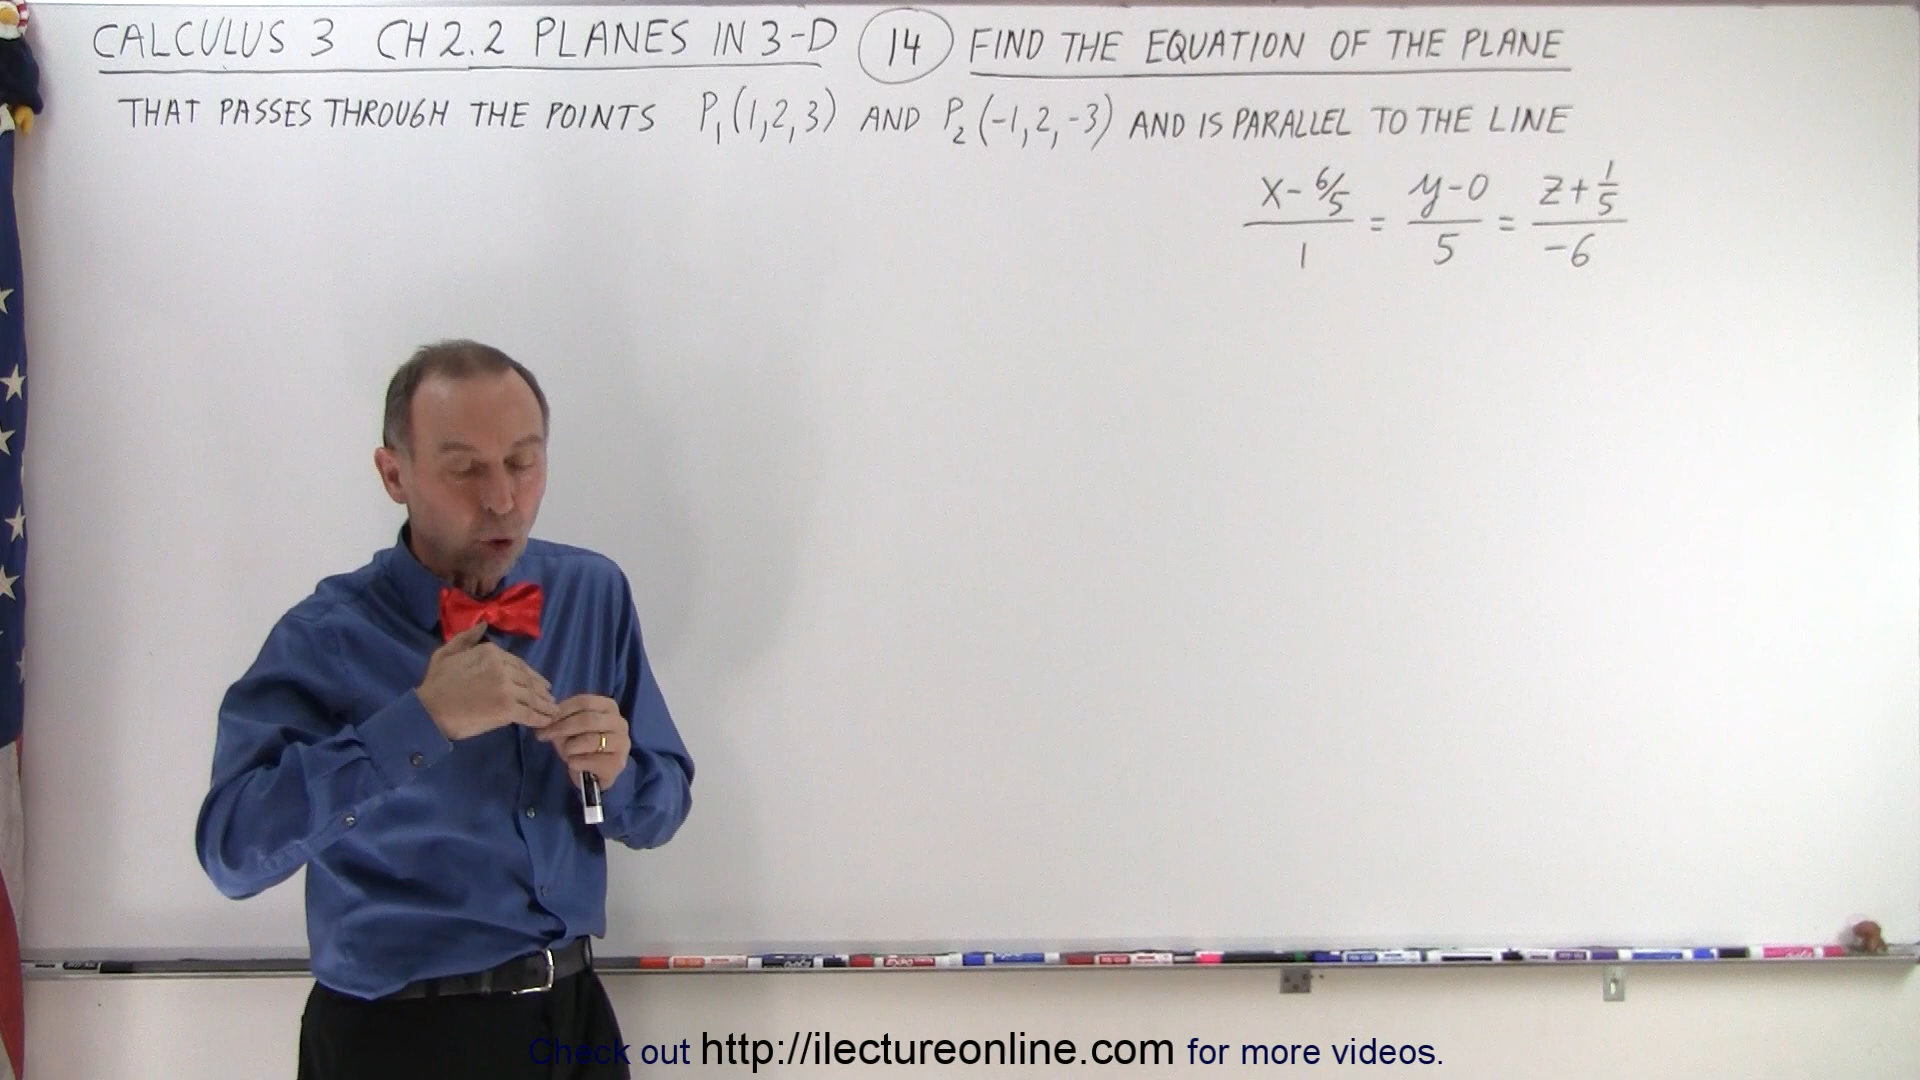 CALCULUS 3 CH 2.2 PLANES IN 3-D 14 FIND THE EQUATION OF THE PLANE
THAT PASSES THROUGH THE POINTS P₁(1,2,3) AND P₂(-1,2,-3) AND IS PARALLEL TO THE LINE
(x-6/5)/1 = (y-0)/5 = (z+1/5)/-6
Check out http://ilectureonline.com for more videos.